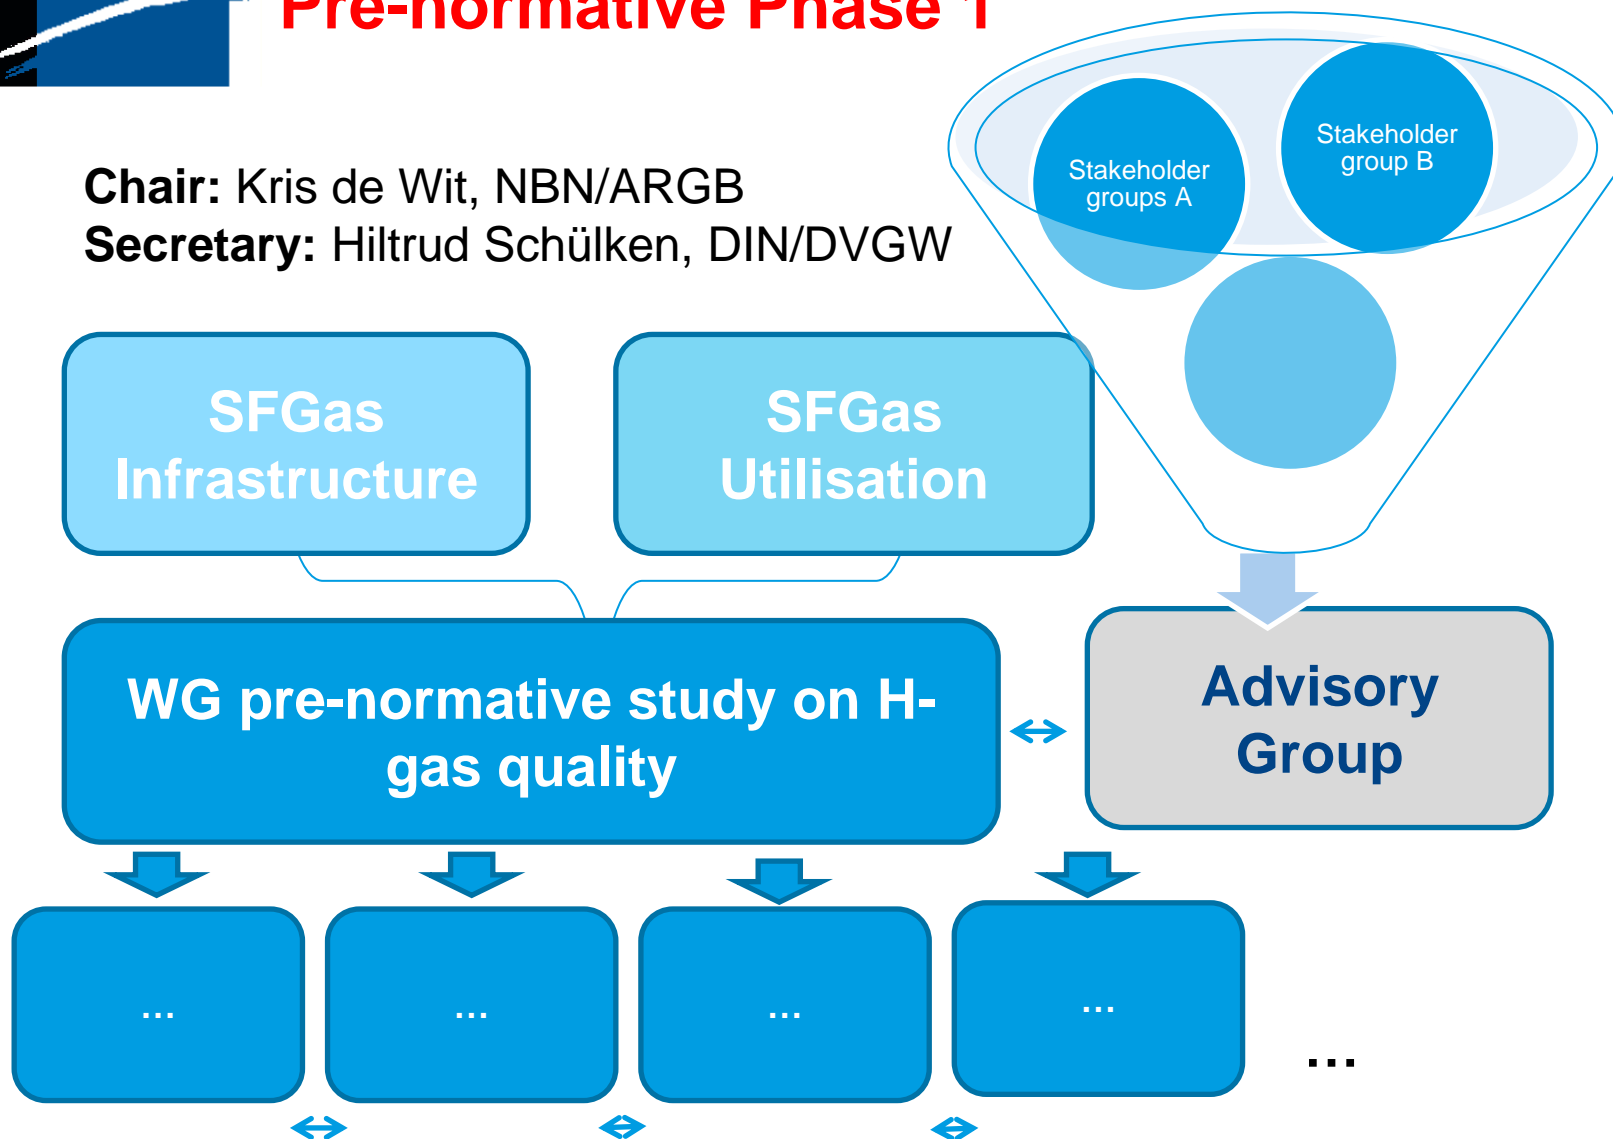 Pre-normative Phase 1
Chair: Kris de Wit, NBN/ARGB
Secretary: Hiltrud Schülken, DIN/DVGW
Stakeholder
groups A
Stakeholder
group B
SFGas
Infrastructure
SFGas
Utilisation
WG pre-normative study on H-
gas quality
Advisory
Group
...
...
...
...
...